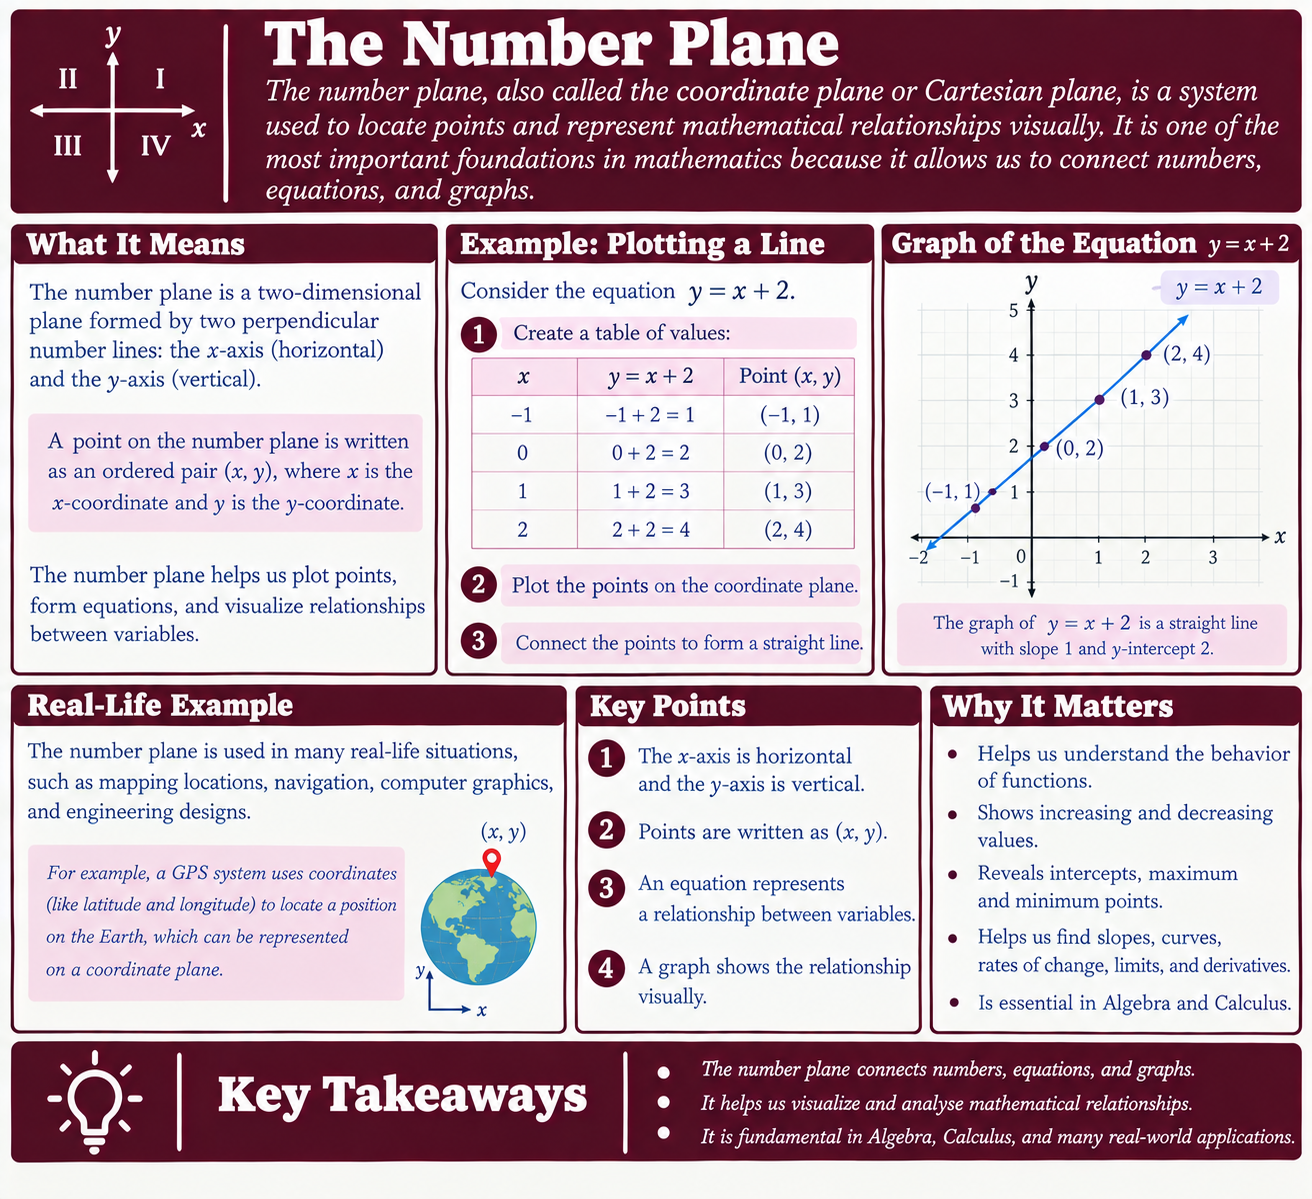 y
II
I
III
IV
x
The Number Plane
The number plane, also called the coordinate plane or Cartesian plane, is a system
used to locate points and represent mathematical relationships visually. It is one of the
most important foundations in mathematics because it allows us to connect numbers,
equations, and graphs.
What It Means
The number plane is a two-dimensional
plane formed by two perpendicular
number lines: the x-axis (horizontal)
and the y-axis (vertical).
A point on the number plane is written
as an ordered pair (x, y), where x is the
x-coordinate and y is the y-coordinate.
The number plane helps us plot points,
form equations, and visualize relationships
between variables.
Example: Plotting a Line
Consider the equation y = x + 2.
1 Create a table of values:
x y = x + 2 Point (x, y)
−1 −1 + 2 = 1 (−1, 1)
0 0 + 2 = 2 (0, 2)
1 1 + 2 = 3 (1, 3)
2 2 + 2 = 4 (2, 4)
2 Plot the points on the coordinate plane.
3 Connect the points to form a straight line.
Graph of the Equation y = x + 2
y
y = x + 2
5
4
(2, 4)
3
(1, 3)
2
(0, 2)
(−1, 1)
1
x
−2 −1 0 1 2 3
−1
The graph of y = x + 2 is a straight line
with slope 1 and y-intercept 2.
Real-Life Example
The number plane is used in many real-life situations,
such as mapping locations, navigation, computer graphics,
and engineering designs.
(x, y)
For example, a GPS system uses coordinates
(like latitude and longitude) to locate a position
on the Earth, which can be represented
on a coordinate plane.
y
x
Key Points
1 The x-axis is horizontal
and the y-axis is vertical.
2 Points are written as (x, y).
3 An equation represents
a relationship between variables.
4 A graph shows the relationship
visually.
Why It Matters
• Helps us understand the behavior
of functions.
• Shows increasing and decreasing
values.
• Reveals intercepts, maximum
and minimum points.
• Helps us find slopes, curves,
rates of change, limits, and derivatives.
• Is essential in Algebra and Calculus.
Key Takeaways
• The number plane connects numbers, equations, and graphs.
• It helps us visualize and analyse mathematical relationships.
• It is fundamental in Algebra, Calculus, and many real-world applications.